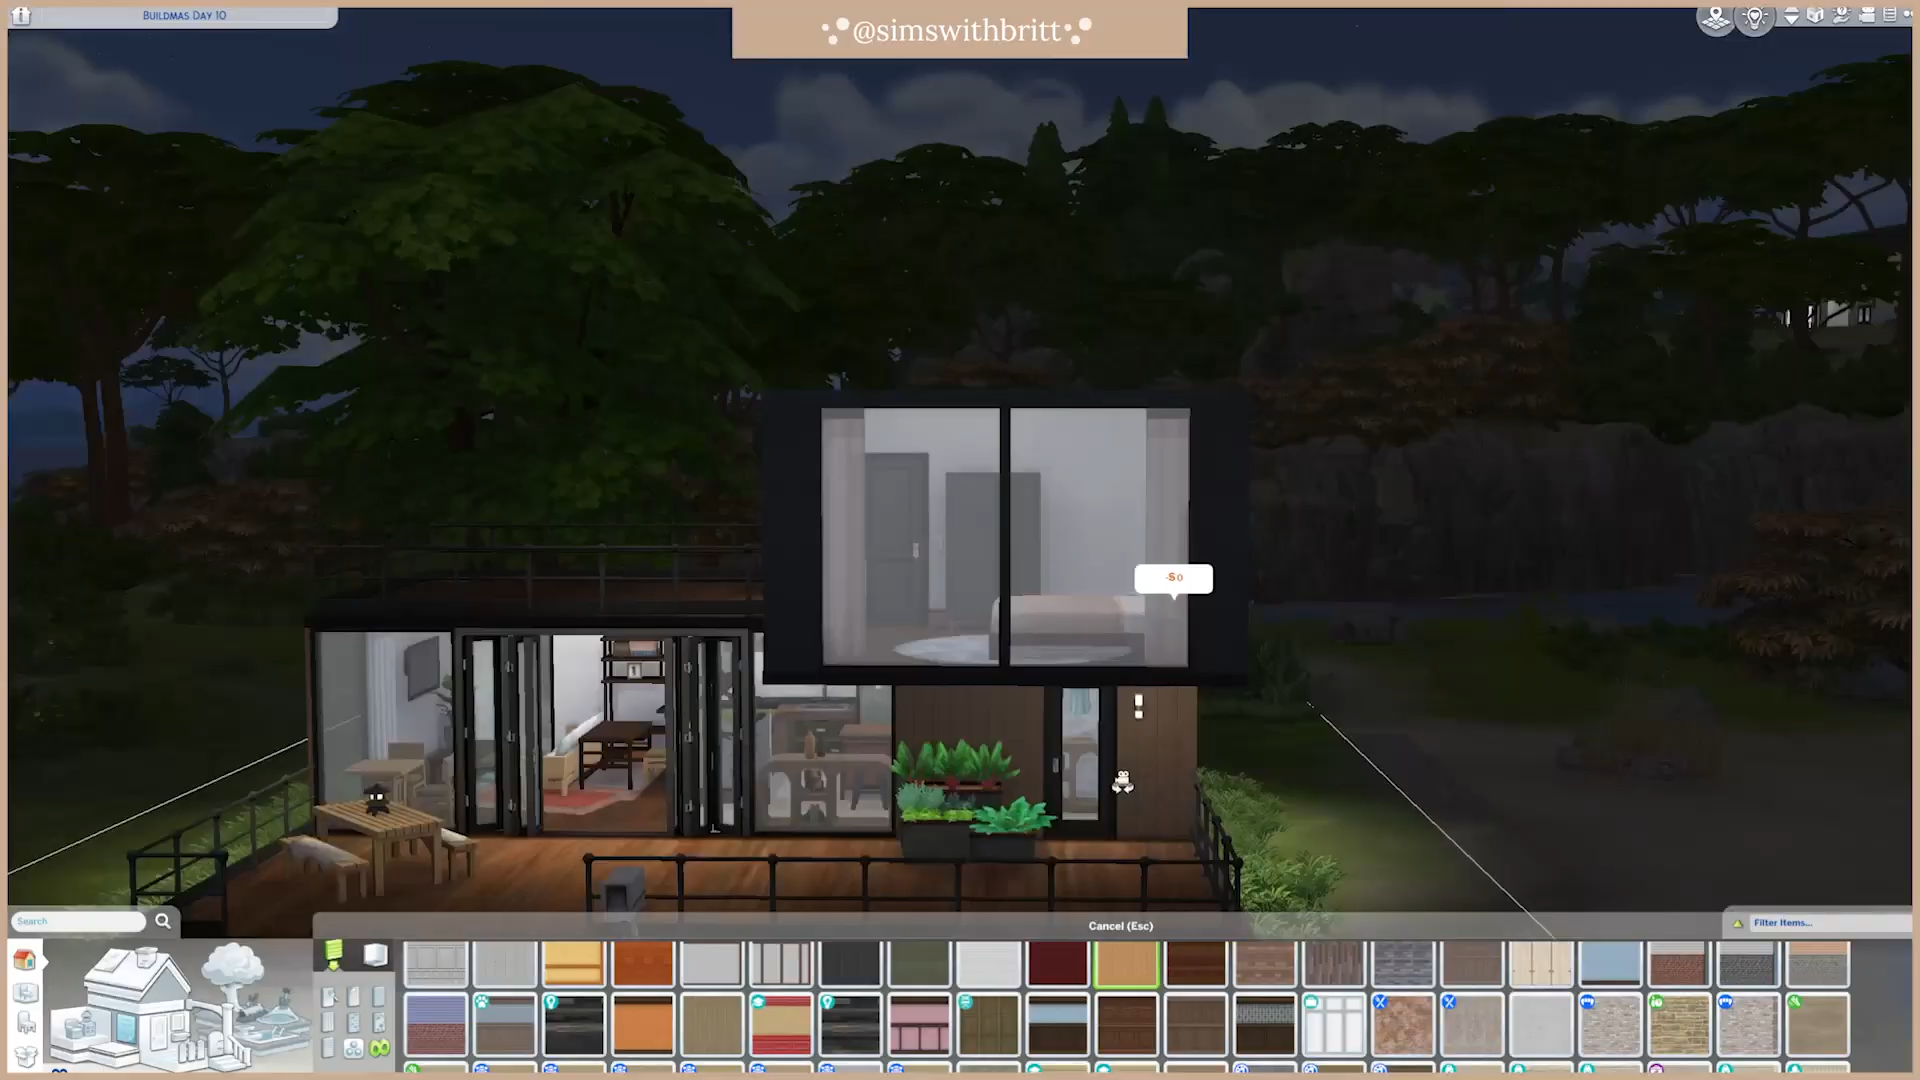 BUILDMAS DAY 10
@simswithbritt
-$0
Search
Cancel (Esc)
Filter Items...